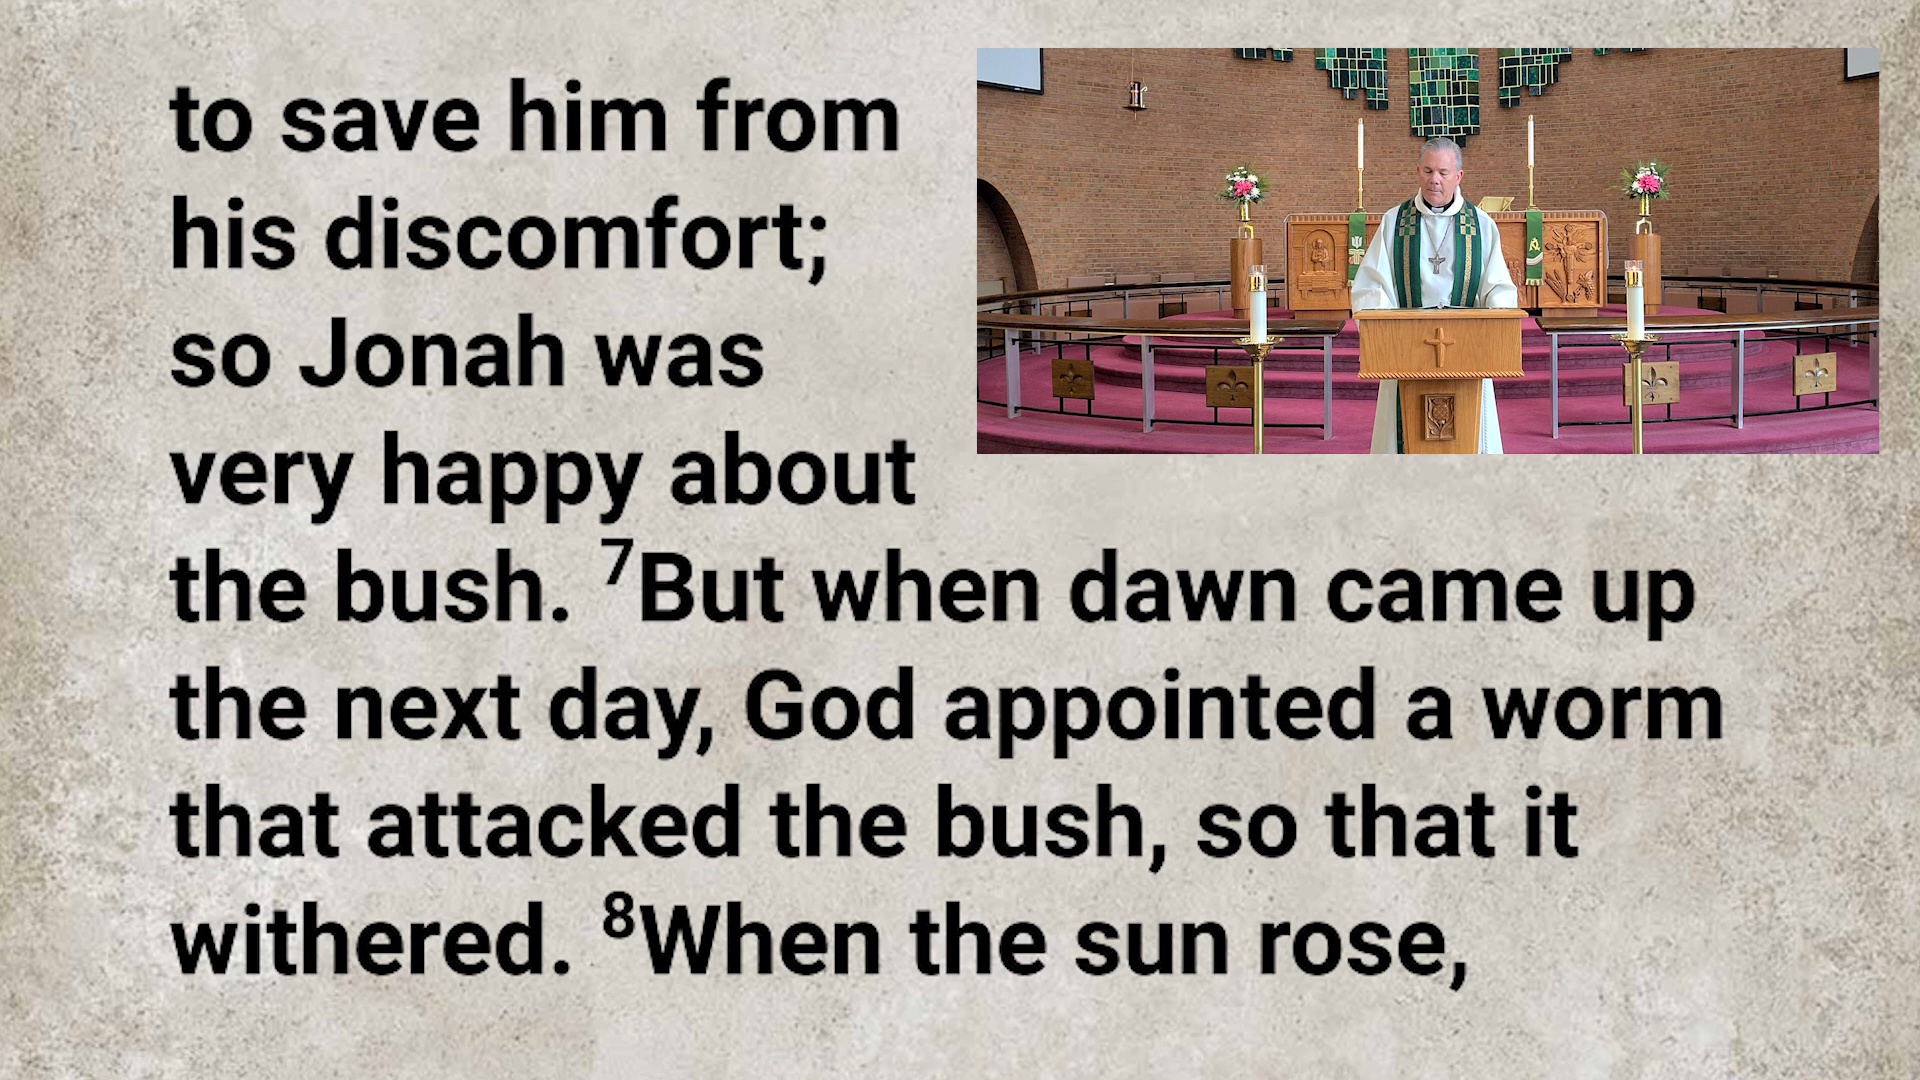 to save him from
his discomfort;
so Jonah was
very happy about
the bush. ⁷But when dawn came up
the next day, God appointed a worm
that attacked the bush, so that it
withered. ⁸When the sun rose,